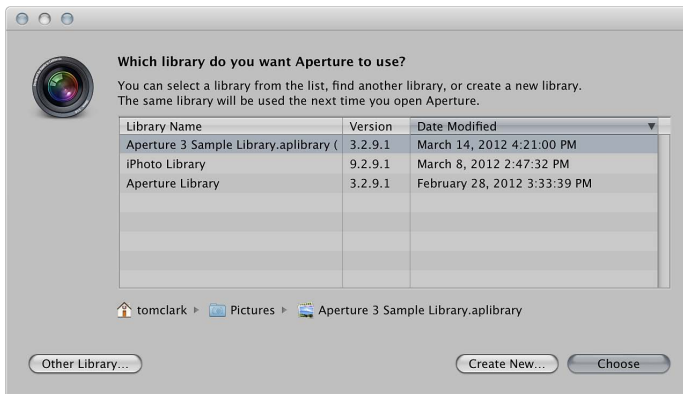 Which library do you want Aperture to use?
You can select a library from the list, find another library, or create a new library.
The same library will be used the next time you open Aperture.
Library Name Version Date Modified
Aperture 3 Sample Library.aplibrary ( 3.2.9.1 March 14, 2012 4:21:00 PM
iPhoto Library 9.2.9.1 March 8, 2012 2:47:32 PM
Aperture Library 3.2.9.1 February 28, 2012 3:33:39 PM
tomclark Pictures Aperture 3 Sample Library.aplibrary
Other Library... Create New... Choose